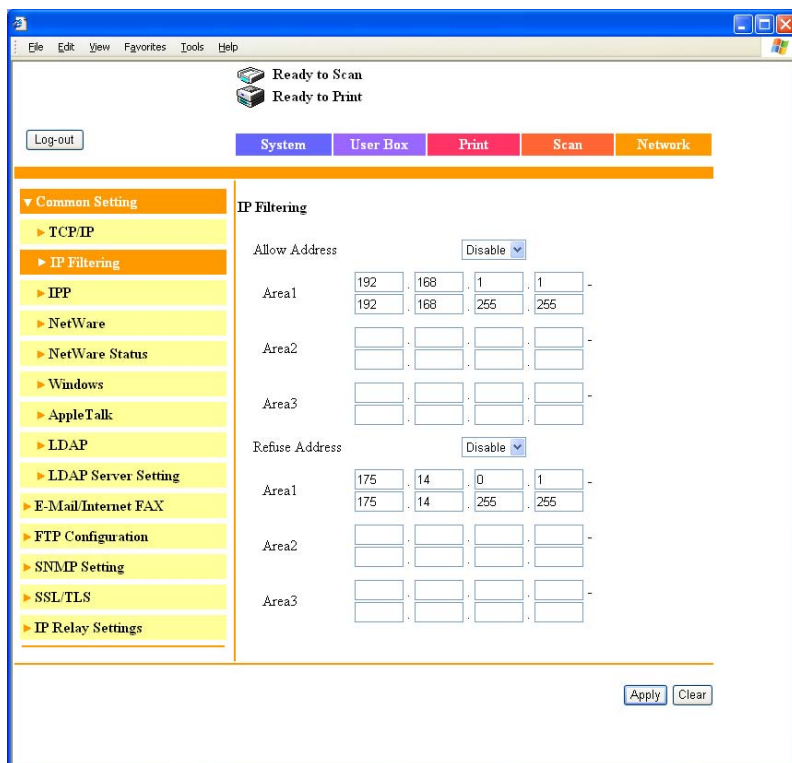 File Edit View Favorites Tools Help
Ready to Scan
Ready to Print
Log-out
System User Box Print Scan Network
Common Setting
TCP/IP
IP Filtering
IPP
NetWare
NetWare Status
Windows
AppleTalk
LDAP
LDAP Server Setting
E-Mail/Internet FAX
FTP Configuration
SNMP Setting
SSL/TLS
IP Relay Settings
IP Filtering
Allow Address Disable
Area1 192 . 168 . 1 . 1 -
192 . 168 . 255 . 255
Area2 . . . -
. . .
Area3 . . . -
. . .
Refuse Address Disable
Area1 175 . 14 . 0 . 1 -
175 . 14 . 255 . 255
Area2 . . . -
. . .
Area3 . . . -
. . .
Apply Clear